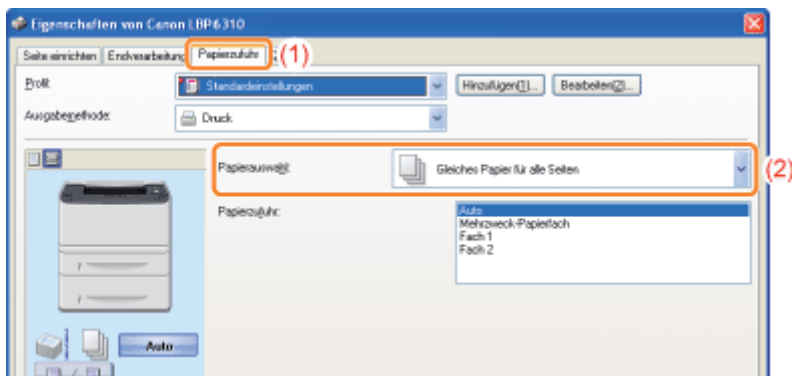 Eigenschaften von Canon LBP6310
Seite einrichten Endverarbeitung Papierzufuhr (1)
Profil: Standardeinstellungen Hinzufügen(1)... Bearbeiten(2)...
Ausgabemethode: Druck
Papierauswahl: Gleiches Papier für alle Seiten (2)
Papierzufuhr: Auto
Mehrzweck-Papierfach
Fach 1
Fach 2
Auto